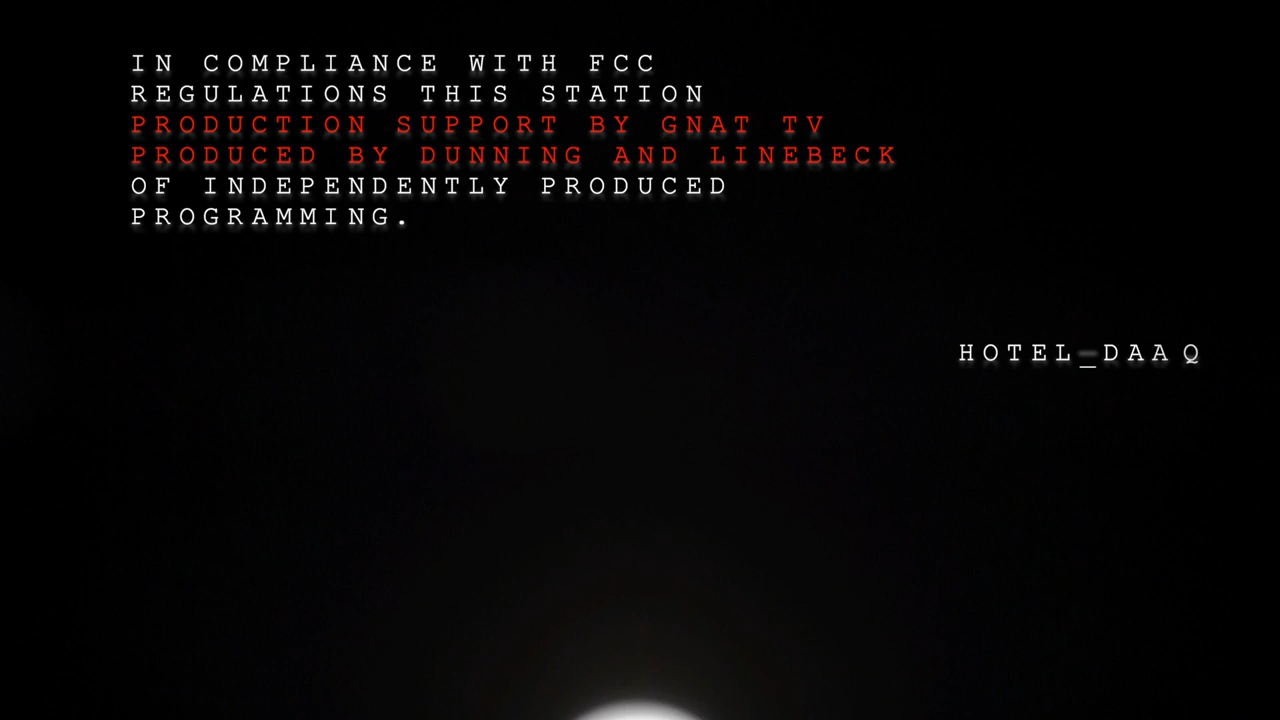 IN COMPLIANCE WITH FCC
REGULATIONS THIS STATION
PRODUCTION SUPPORT BY GNAT TV
PRODUCED BY DUNNING AND LINEBECK
OF INDEPENDENTLY PRODUCED
PROGRAMMING.
HOTEL_DAAQ